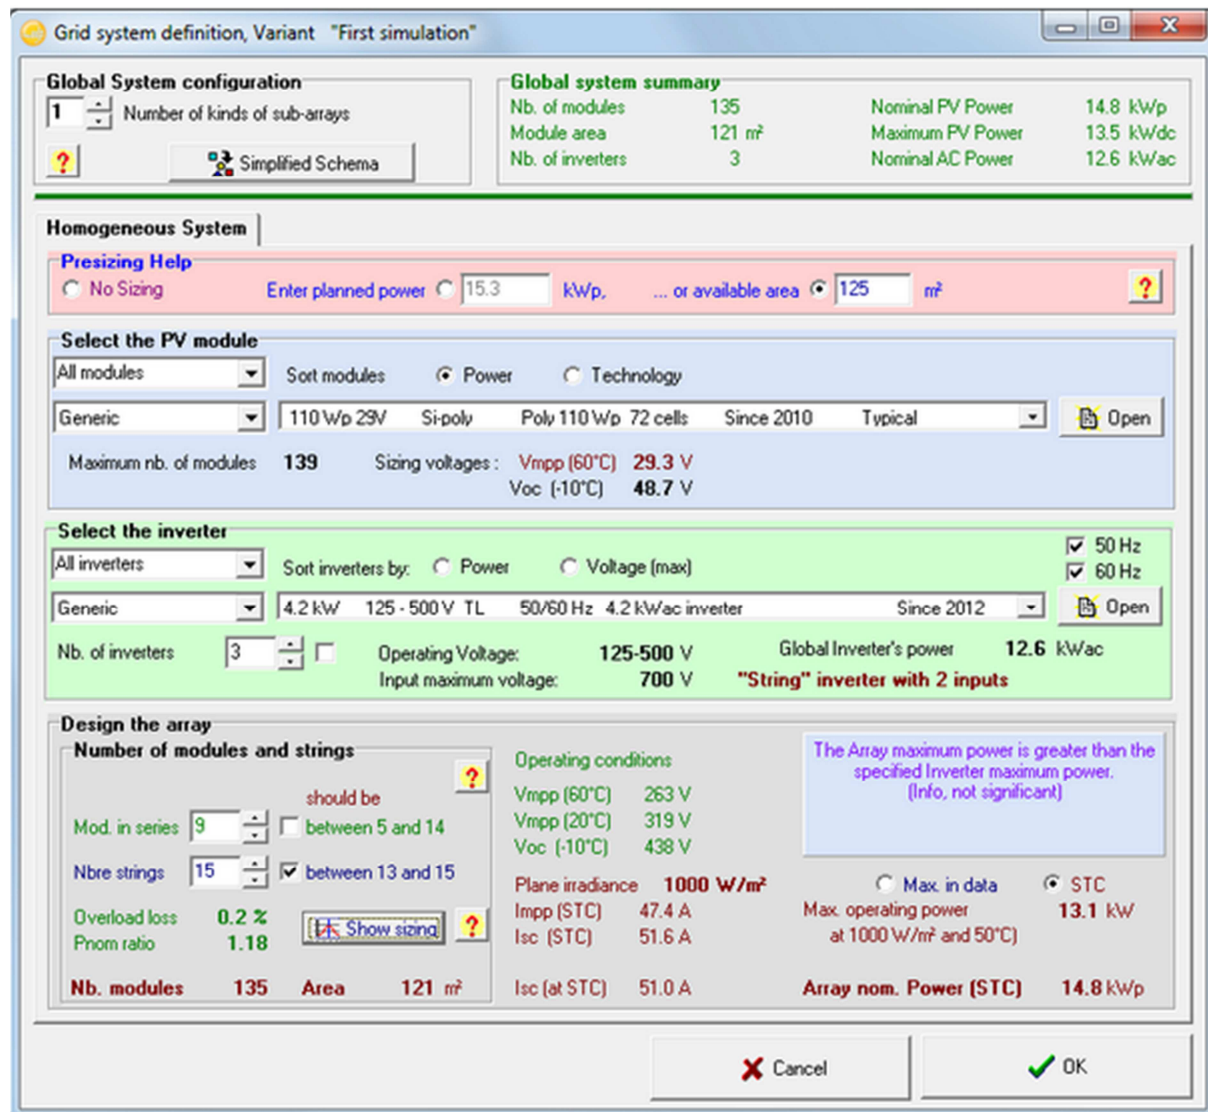 Grid system definition, Variant "First simulation"
Global System configuration
1 Number of kinds of sub-arrays
? Simplified Schema
Global system summary
Nb. of modules 135 Nominal PV Power 14.8 kWp
Module area 121 m² Maximum PV Power 13.5 kWdc
Nb. of inverters 3 Nominal AC Power 12.6 kWac
Homogeneous System
Presizing Help
No Sizing Enter planned power 15.3 kWp, ... or available area 125 m² ?
Select the PV module
All modules Sort modules Power Technology
Generic 110 Wp 29V Si-poly Poly 110 Wp 72 cells Since 2010 Typical Open
Maximum nb. of modules 139 Sizing voltages : Vmpp (60°C) 29.3 V
Voc (-10°C) 48.7 V
Select the inverter
50 Hz
All inverters Sort inverters by: Power Voltage (max) 60 Hz
Generic 4.2 kW 125 - 500 V TL 50/60 Hz 4.2 kWac inverter Since 2012 Open
Nb. of inverters 3 Operating Voltage: 125-500 V Global Inverter's power 12.6 kWac
Input maximum voltage: 700 V "String" inverter with 2 inputs
Design the array
Number of modules and strings
?
should be
Mod. in series 9 between 5 and 14
Nbre strings 15 between 13 and 15
Overload loss 0.2 %
Pnom ratio 1.18
Show sizing ?
Nb. modules 135 Area 121 m²
Operating conditions
Vmpp (60°C) 263 V
Vmpp (20°C) 319 V
Voc (-10°C) 438 V
Plane irradiance 1000 W/m²
Impp (STC) 47.4 A
Isc (STC) 51.6 A
Isc (at STC) 51.0 A
The Array maximum power is greater than the
specified Inverter maximum power.
(Info, not significant)
Max. in data STC
Max. operating power 13.1 kW
at 1000 W/m² and 50°C)
Array nom. Power (STC) 14.8 kWp
Cancel OK